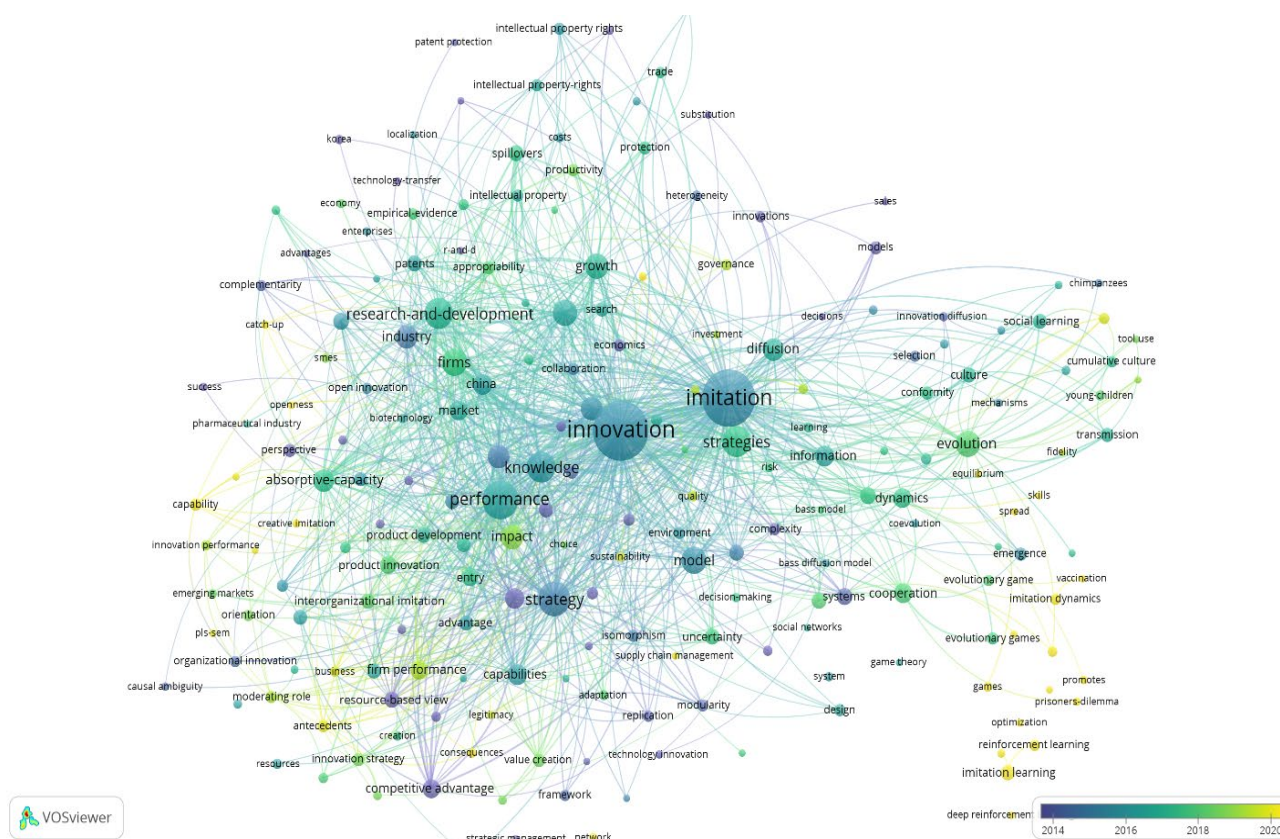 intellectual property rights
patent protection
trade
intellectual property-rights
substitution
korea
localization
costs
protection
spillovers
productivity
technology-transfer
heterogeneity
intellectual property
economy
empirical-evidence
sales
innovations
enterprises
advantages
r-and-d
models
patents
appropriability
growth
governance
complementarity
chimpanzees
research-and-development
search
decisions
innovation diffusion
social learning
catch-up
industry
investment
tool use
economics
diffusion
smes
firms
collaboration
selection
cumulative culture
success
open innovation
china
culture
conformity
young-children
openness
imitation
mechanisms
pharmaceutical industry
biotechnology
market
innovation
learning
transmission
perspective
strategies
evolution
information
fidelity
absorptive-capacity
knowledge
risk
equilibrium
capability
performance
quality
dynamics
skills
bass model
spread
creative imitation
product development
impact
environment
complexity
coevolution
innovation performance
choice
sustainability
model
bass diffusion model
emergence
product innovation
entry
evolutionary game
vaccination
emerging markets
interorganizational imitation
strategy
decision-making
systems
cooperation
imitation dynamics
orientation
advantage
social networks
pls-sem
isomorphism
uncertainty
evolutionary games
organizational innovation
supply chain management
game theory
business
firm performance
capabilities
system
causal ambiguity
games
promotes
moderating role
resource-based view
adaptation
modularity
prisoners-dilemma
legitimacy
replication
design
antecedents
creation
optimization
consequences
technology innovation
reinforcement learning
resources
innovation strategy
value creation
imitation learning
competitive advantage
framework
deep reinforcement
strategic management
network
VOSviewer
2014
2016
2018
2020